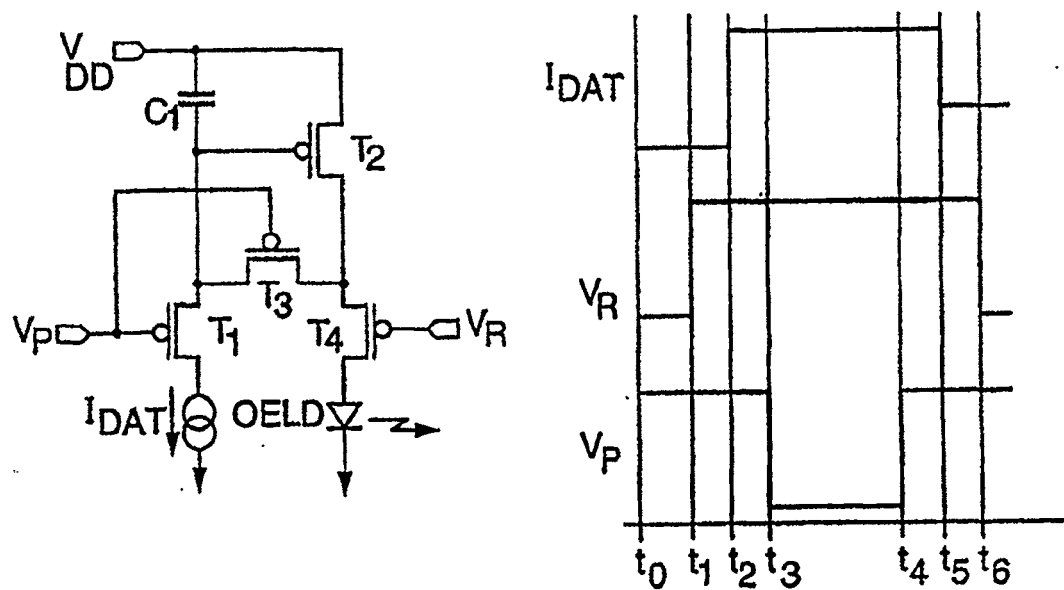 V
DD
C1
T2
T3
VP
T1
T4
VR
IDAT
OELD
IDAT
VR
VP
t0 t1 t2 t3 t4 t5 t6